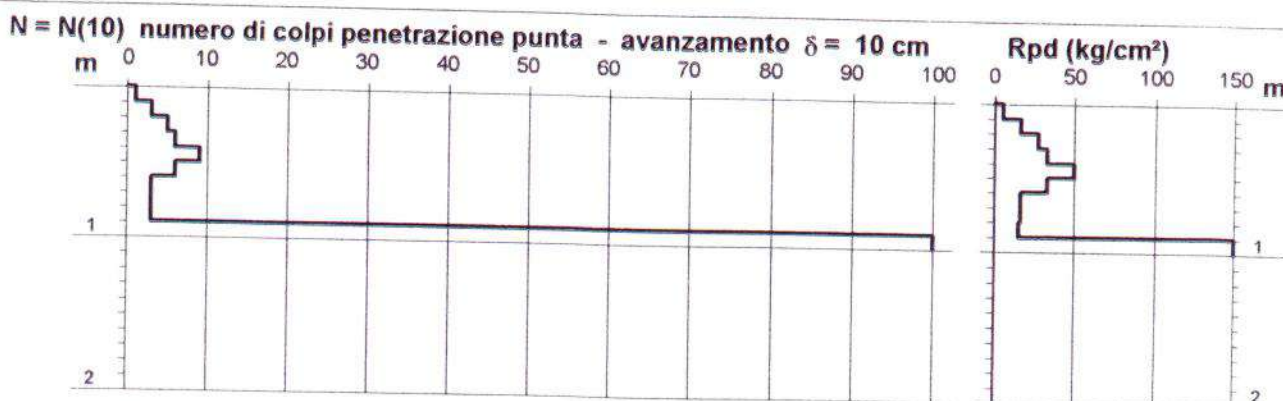 N = N(10) numero di colpi penetrazione punta - avanzamento δ = 10 cm
Rpd (kg/cm²)
m 0 10 20 30 40 50 60 70 80 90 100
0 50 100 150 m
1
1
2
2